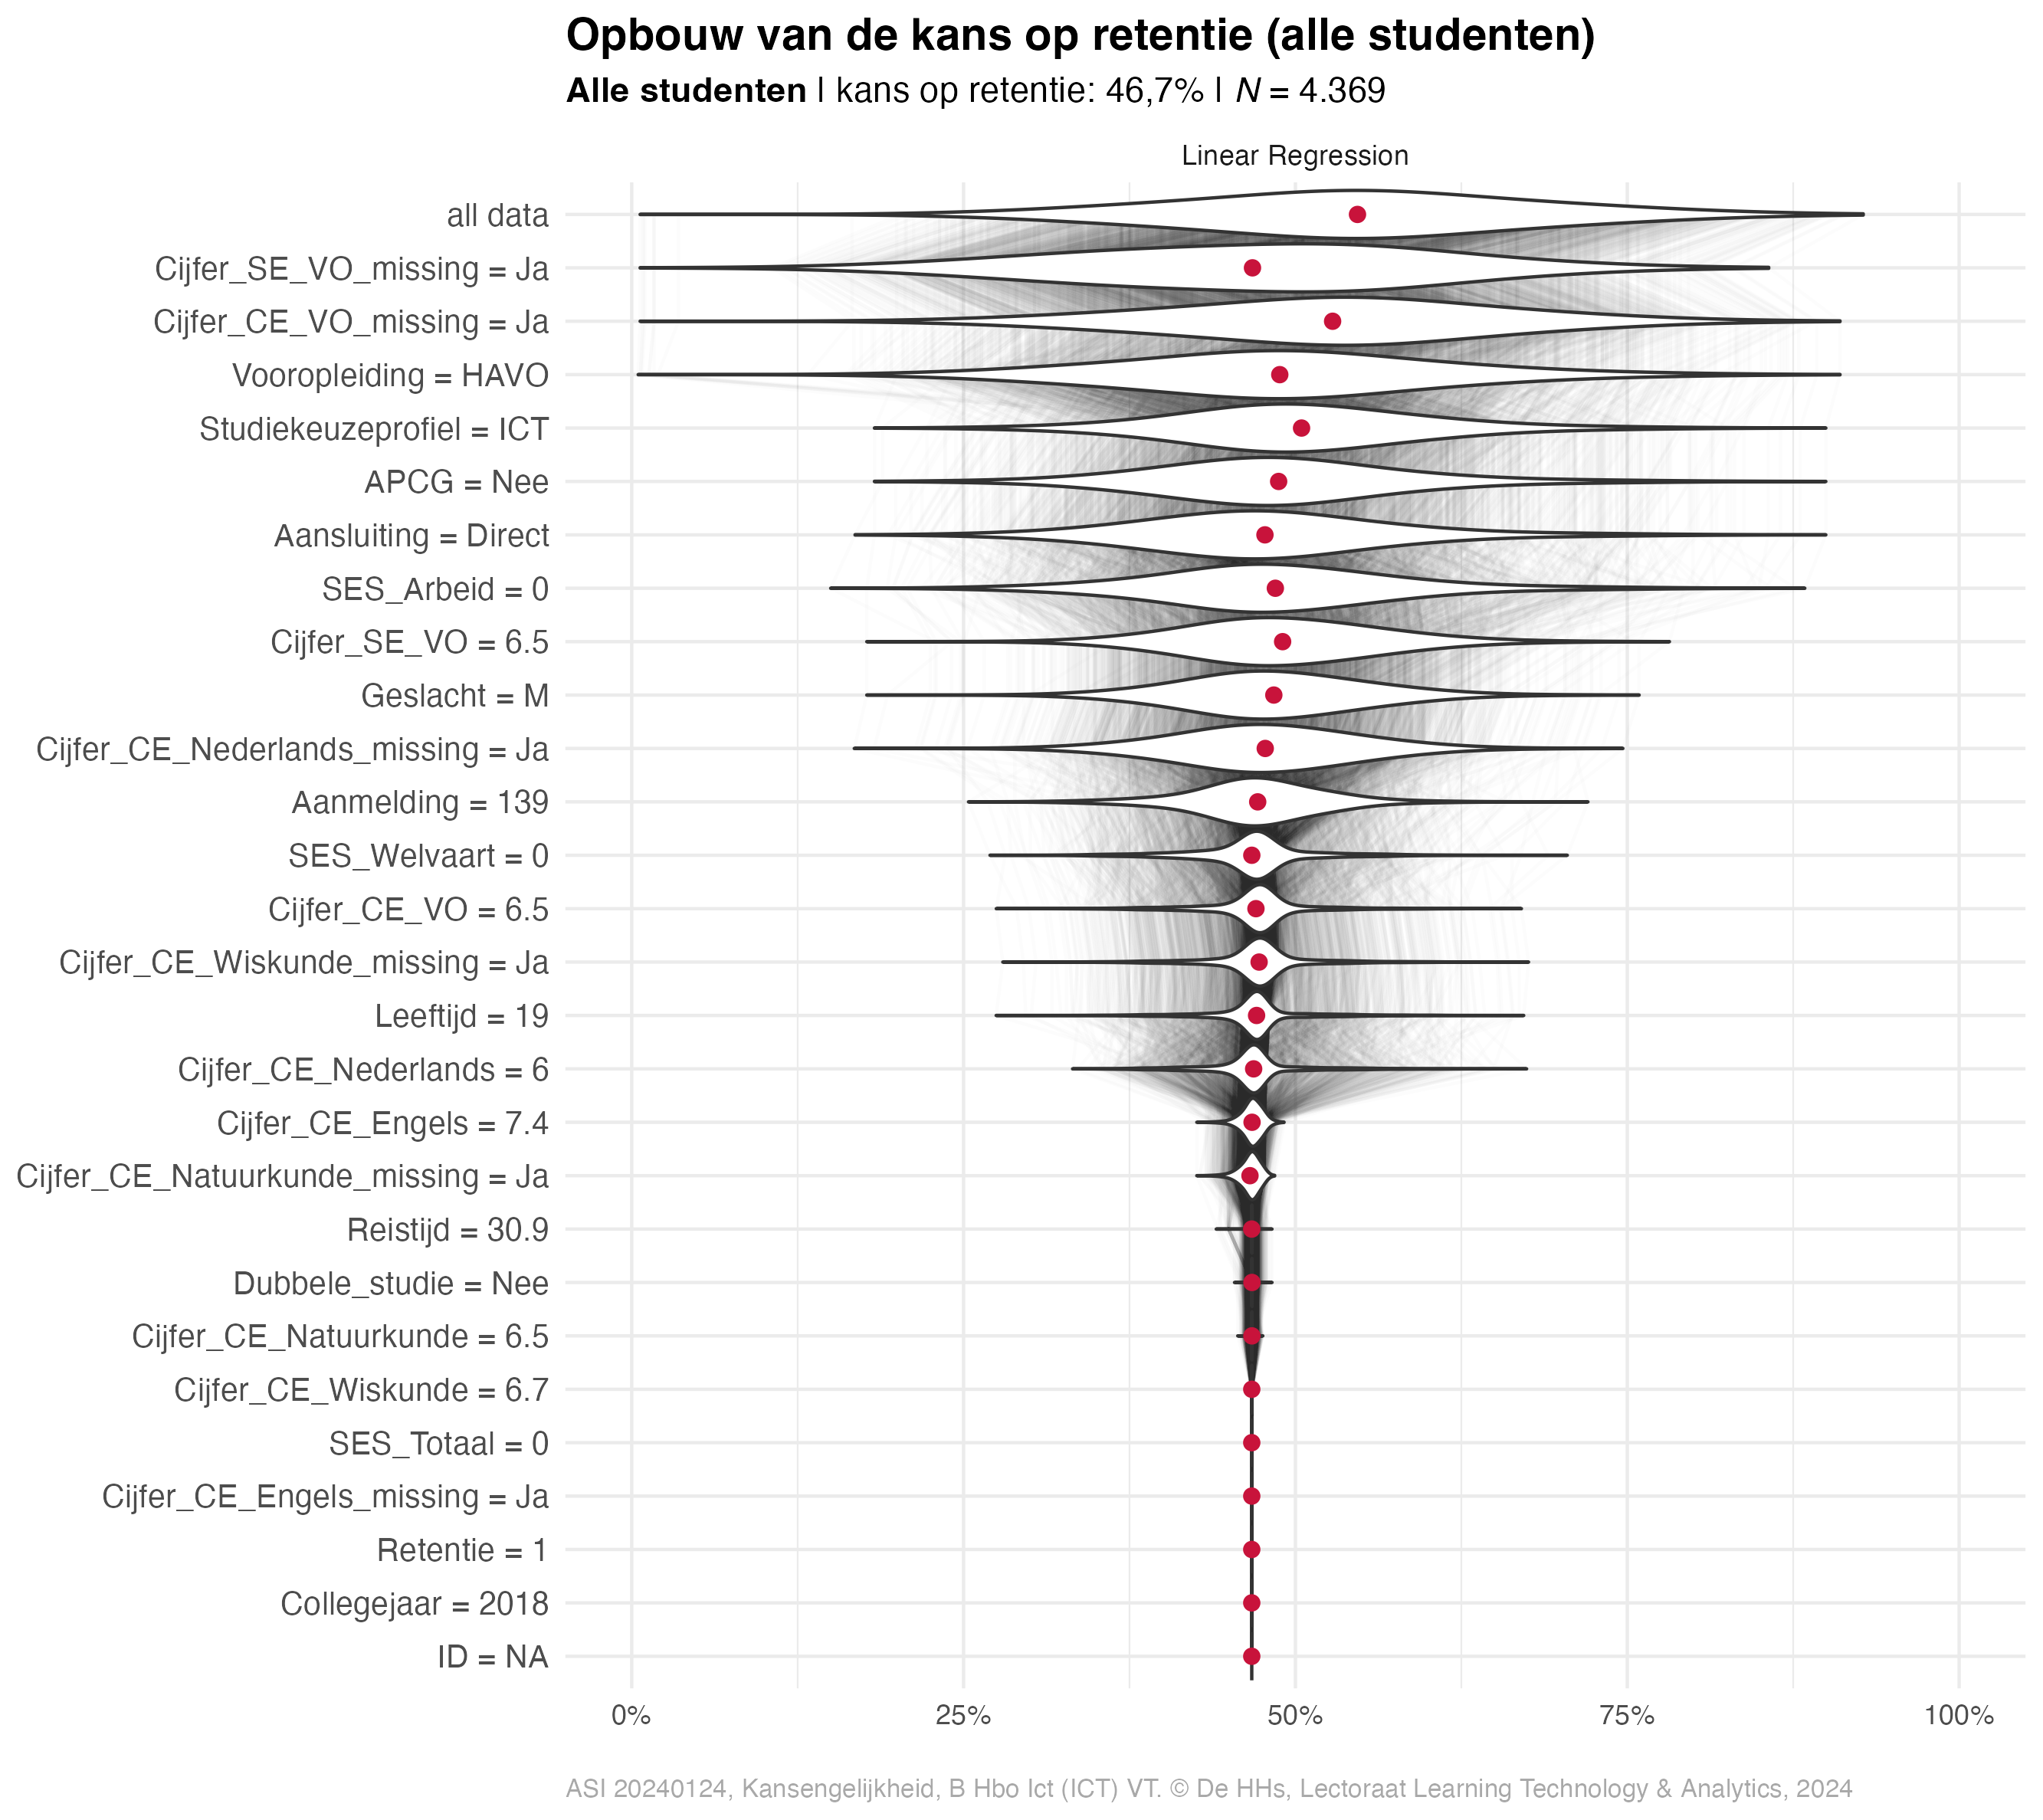 Opbouw van de kans op retentie (alle studenten)
Alle studenten | kans op retentie: 46,7% | N = 4.369
Linear Regression
all data
Cijfer_SE_VO_missing = Ja
Cijfer_CE_VO_missing = Ja
Vooropleiding = HAVO
Studiekeuzeprofiel = ICT
APCG = Nee
Aansluiting = Direct
SES_Arbeid = 0
Cijfer_SE_VO = 6.5
Geslacht = M
Cijfer_CE_Nederlands_missing = Ja
Aanmelding = 139
SES_Welvaart = 0
Cijfer_CE_VO = 6.5
Cijfer_CE_Wiskunde_missing = Ja
Leeftijd = 19
Cijfer_CE_Nederlands = 6
Cijfer_CE_Engels = 7.4
Cijfer_CE_Natuurkunde_missing = Ja
Reistijd = 30.9
Dubbele_studie = Nee
Cijfer_CE_Natuurkunde = 6.5
Cijfer_CE_Wiskunde = 6.7
SES_Totaal = 0
Cijfer_CE_Engels_missing = Ja
Retentie = 1
Collegejaar = 2018
ID = NA
0% 25% 50% 75% 100%
ASI 20240124, Kansengelijkheid, B Hbo Ict (ICT) VT. © De HHs, Lectoraat Learning Technology & Analytics, 2024